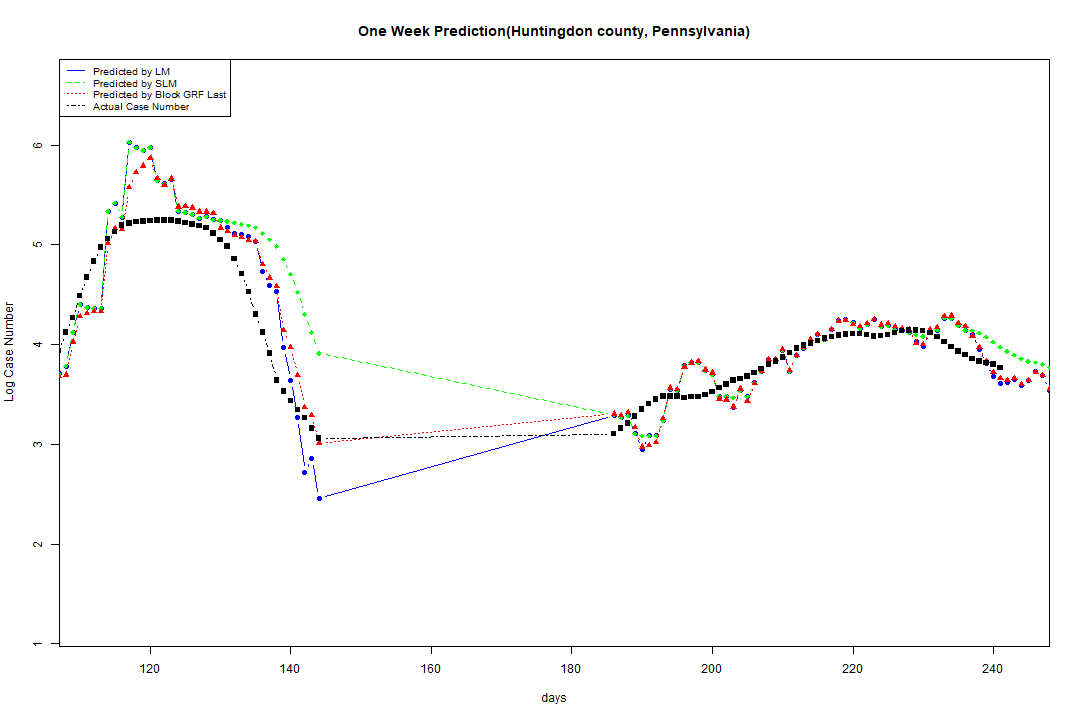 One Week Prediction(Huntingdon county, Pennsylvania)
Predicted by LM
Predicted by SLM
Predicted by Block GRF Last
Actual Case Number
6
5
4
3
2
1
Log Case Number
120 140 160 180 200 220 240
days